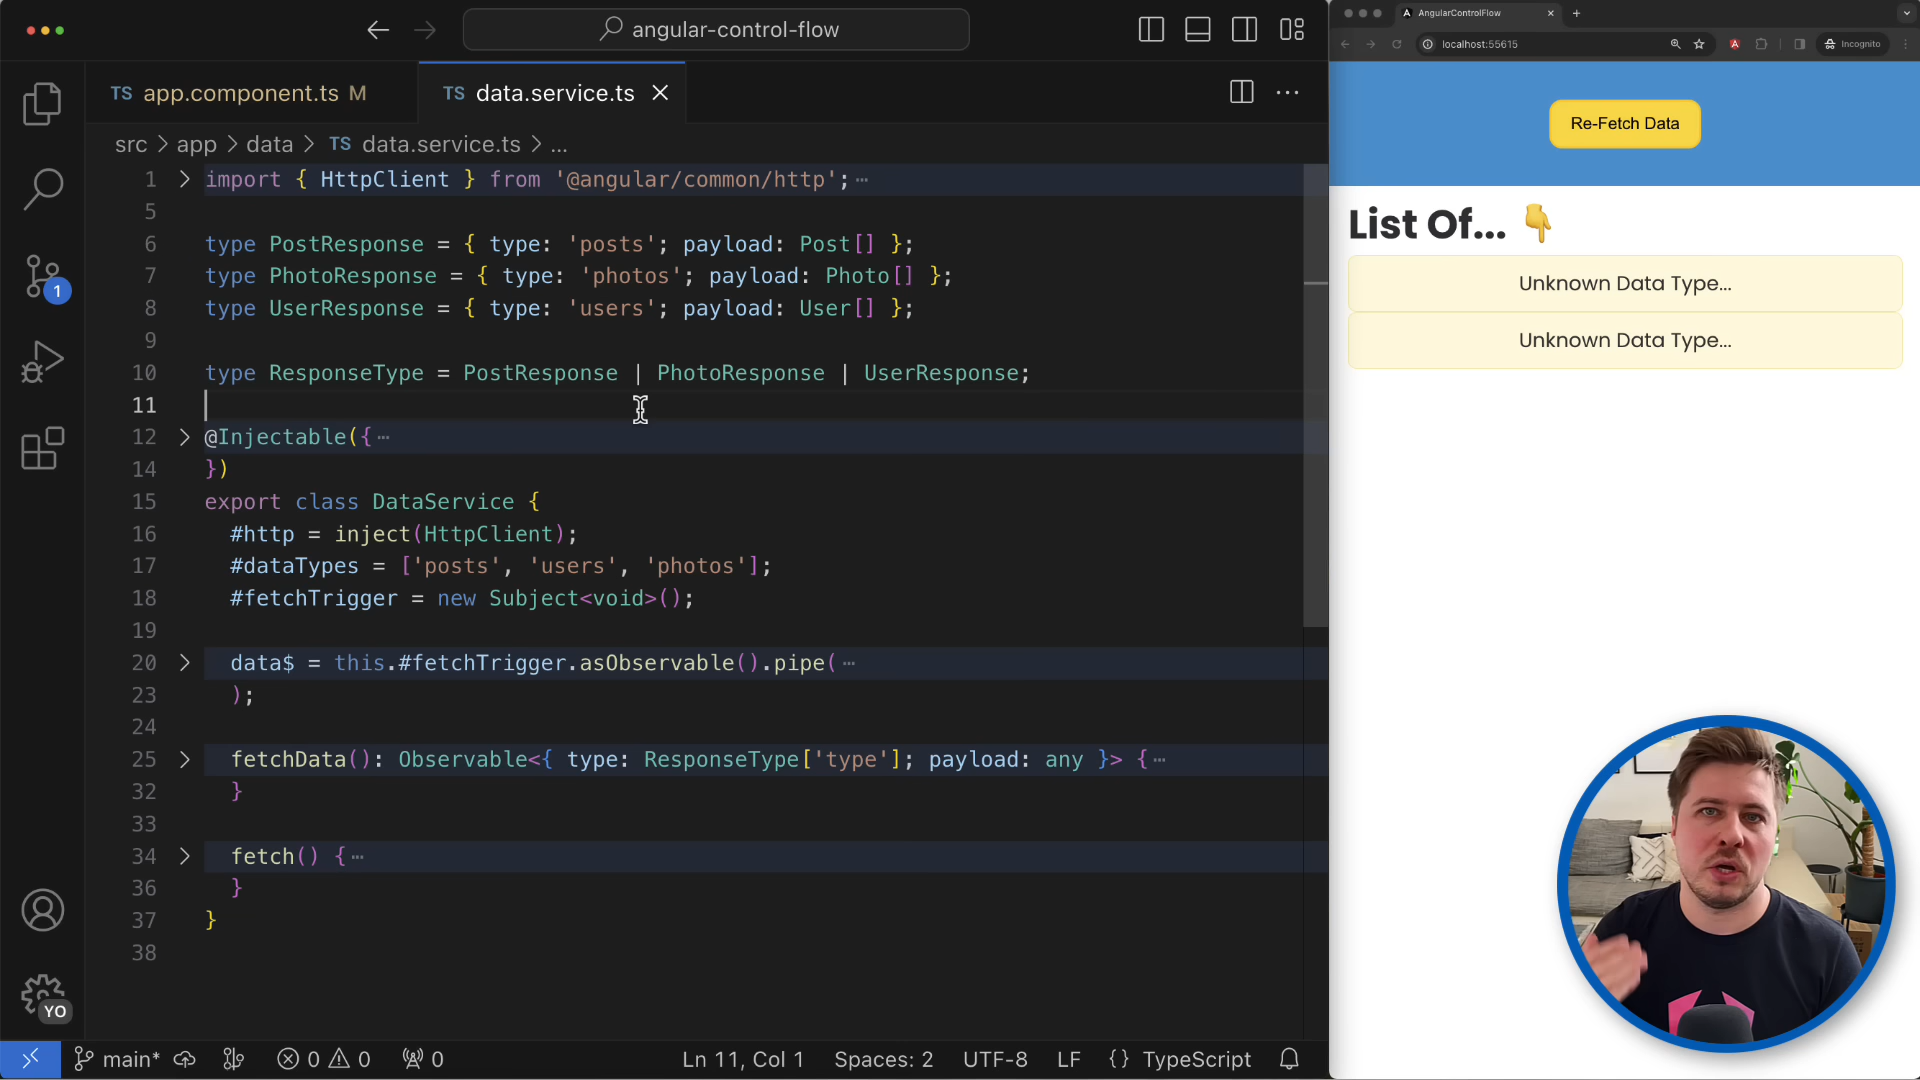 angular-control-flow
TS app.component.ts M
TS data.service.ts
src > app > data > TS data.service.ts > ...
1 import { HttpClient } from '@angular/common/http';
5
6 type PostResponse = { type: 'posts'; payload: Post[] };
7 type PhotoResponse = { type: 'photos'; payload: Photo[] };
8 type UserResponse = { type: 'users'; payload: User[] };
9
10 type ResponseType = PostResponse | PhotoResponse | UserResponse;
11
12 @Injectable({
14 })
15 export class DataService {
16 #http = inject(HttpClient);
17 #dataTypes = ['posts', 'users', 'photos'];
18 #fetchTrigger = new Subject<void>();
19
20 data$ = this.#fetchTrigger.asObservable().pipe(
23 );
24
25 fetchData(): Observable<{ type: ResponseType['type']; payload: any }> {
32 }
33
34 fetch() {
36 }
37 }
38
1
YO
main* 0 0 0 Ln 11, Col 1 Spaces: 2 UTF-8 LF {} TypeScript
AngularControlFlow
localhost:55615 Incognito
Re-Fetch Data
List Of... 👇
Unknown Data Type...
Unknown Data Type...